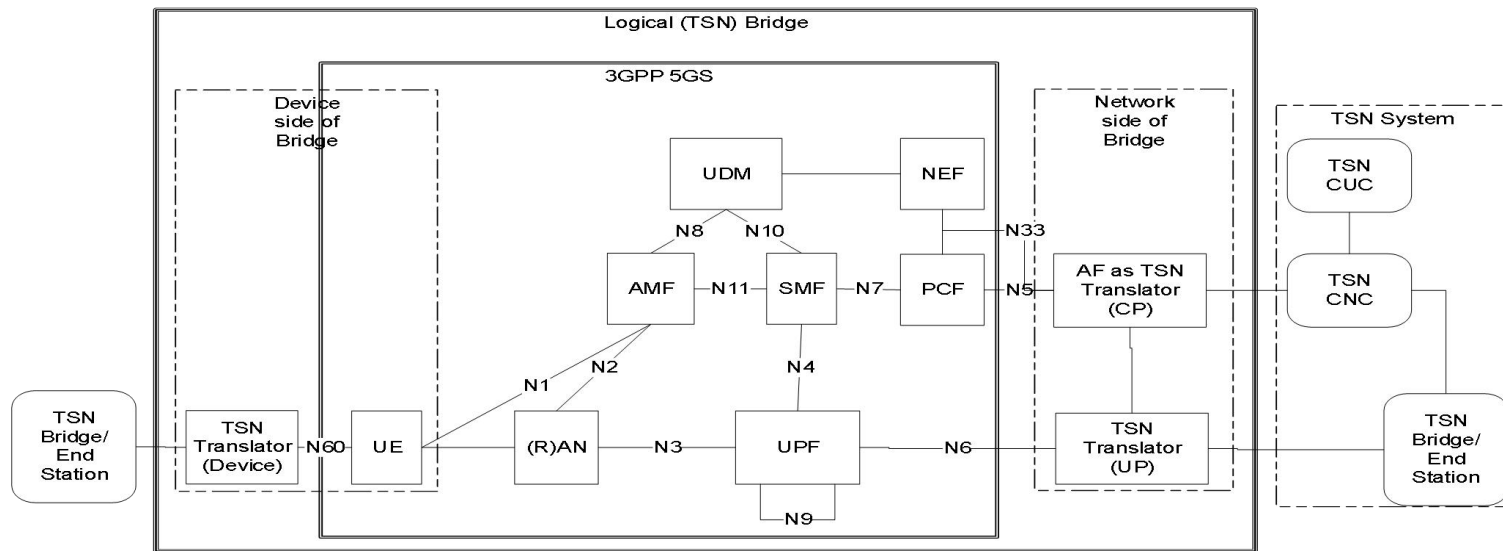 Logical (TSN) Bridge
3GPP 5GS
Device
side of
Bridge
Network
side of
Bridge
TSN System
UDM
NEF
TSN
CUC
N8
N10
N33
AMF
N11
SMF
N7
PCF
N5
AF as TSN
Translator
(CP)
TSN
CNC
N1
N2
N4
TSN
Bridge/
End
Station
TSN
Translator
(Device)
N60
UE
(R)AN
N3
UPF
N6
TSN
Translator
(UP)
TSN
Bridge/
End
Station
N9